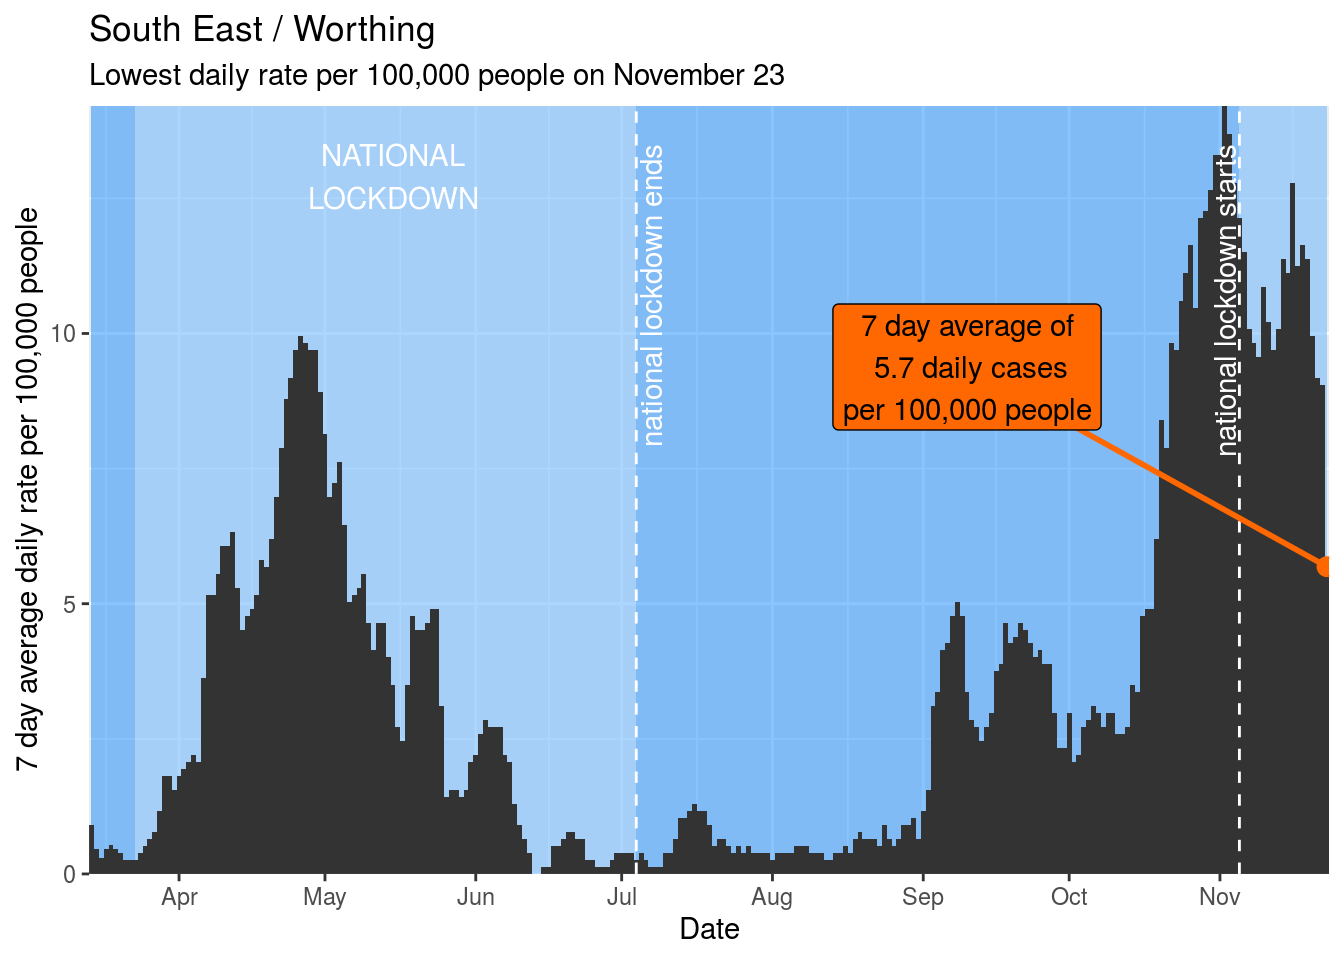 South East / Worthing
Lowest daily rate per 100,000 people on November 23
NATIONAL
LOCKDOWN
national lockdown ends
national lockdown starts
7 day average of
5.7 daily cases
per 100,000 people
7 day average daily rate per 100,000 people
10
5
0
Apr May Jun Jul Aug Sep Oct Nov
Date